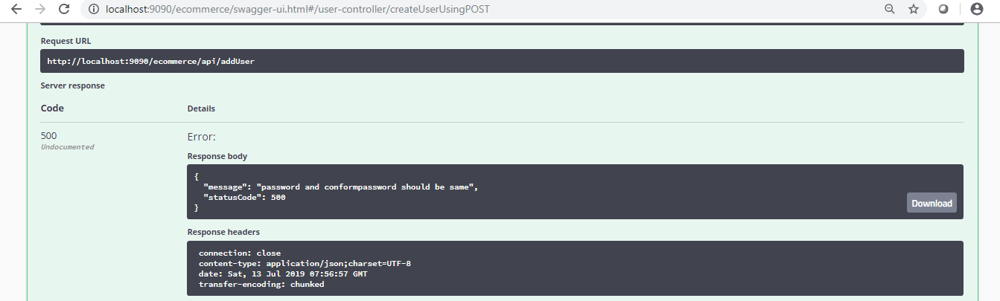 localhost:9090/ecommerce/swagger-ui.html#/user-controller/createUserUsingPOST
Request URL
http://localhost:9090/ecommerce/api/addUser
Server response
Code Details
500 Error:
Undocumented
Response body
{
"message": "password and conformpassword should be same",
"statusCode": 500
}
Download
Response headers
connection: close
content-type: application/json;charset=UTF-8
date: Sat, 13 Jul 2019 07:56:57 GMT
transfer-encoding: chunked